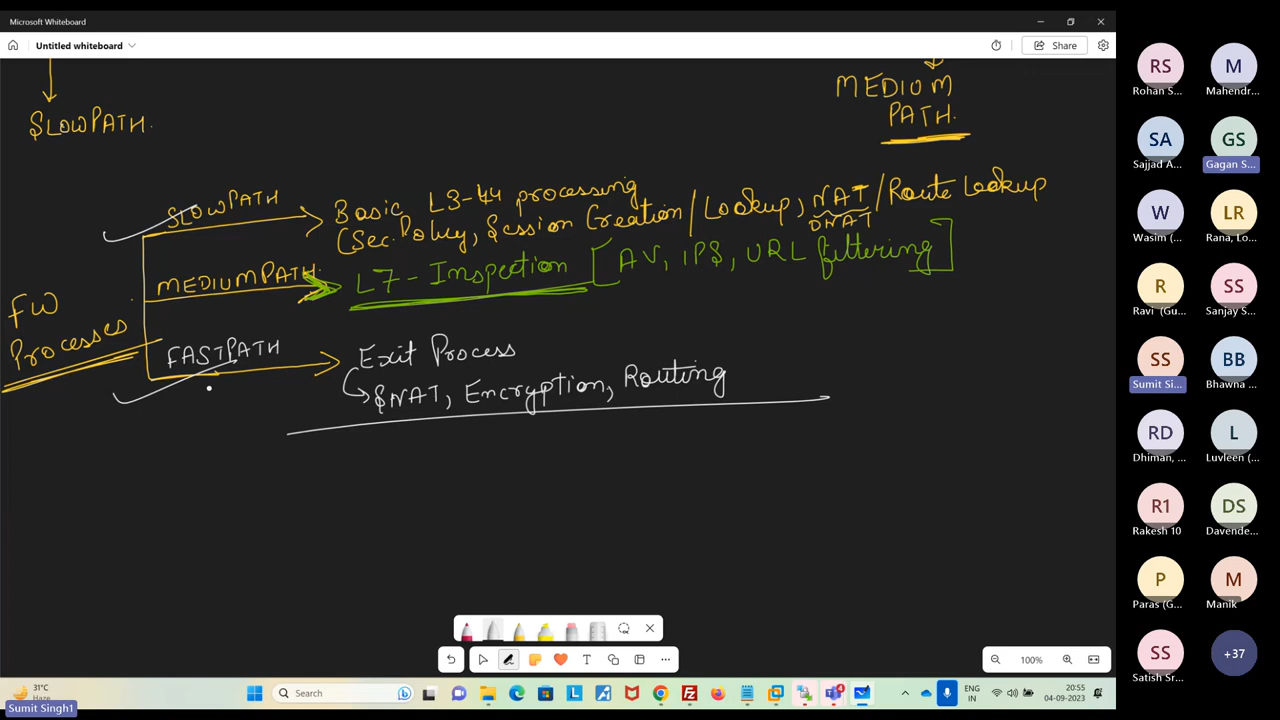 Microsoft Whiteboard
Untitled whiteboard
Share
SLOWPATH.
MEDIUM
PATH.
SLOWPATH
Basic L3-44 processing
(Sec. Policy, Session Creation/Lookup, NAT/Route Lookup
DNAT
MEDIUMPATH.
L7-Inspection [AV, IPS, URL filtering]
FW
Processes
FASTPATH
Exit Process
SNAT, Encryption, Routing
RS
M
Rohan S...
Mahendr...
SA
GS
Sajjad A...
Gagan S...
W
LR
Wasim (...
Rana, Lo...
R
SS
Ravi (Gu...
Sanjay S...
SS
BB
Sumit Si...
Bhawna ...
RD
L
Dhiman, ...
Luvleen (...
R1
DS
Rakesh 10
Davende...
P
M
Paras (G...
Manik
SS
+37
Satish Sr...
T
100%
31°C
Haze
Search
ENG
IN
20:55
04-09-2023
Sumit Singh1